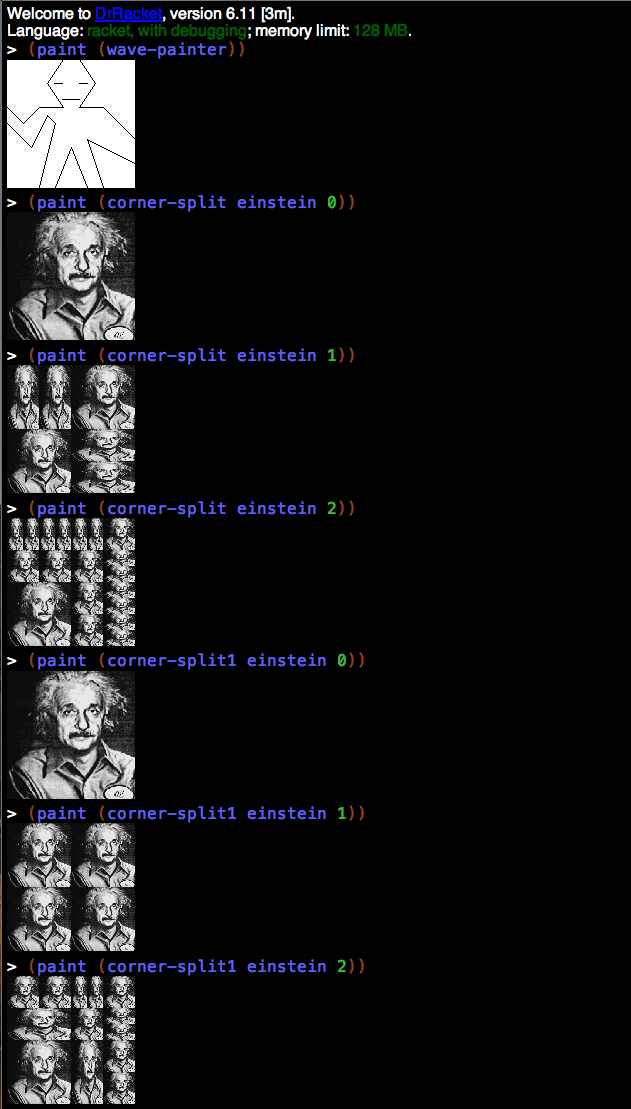 Welcome to DrRacket, version 6.11 [3m].
Language: racket, with debugging; memory limit: 128 MB.
> (paint (wave-painter))
> (paint (corner-split einstein 0))
> (paint (corner-split einstein 1))
> (paint (corner-split einstein 2))
> (paint (corner-split1 einstein 0))
> (paint (corner-split1 einstein 1))
> (paint (corner-split1 einstein 2))